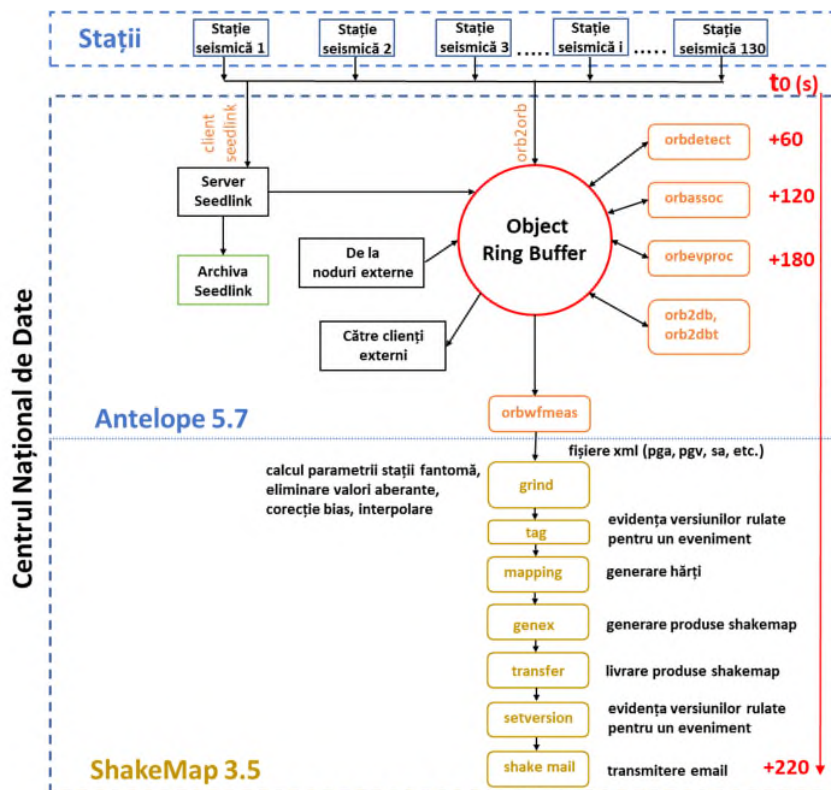 Stații
Stație
seismică 1
Stație
seismică 2
Stație
seismică 3
.....
Stație
seismică i
.....
Stație
seismică 130
t0 (s)
Centrul Național de Date
client
seedlink
orb2orb
Server
Seedlink
Archiva
Seedlink
De la
noduri externe
Către clienți
externi
Object
Ring Buffer
orbdetect
+60
orbassoc
+120
orbevproc
+180
orb2db,
orb2dbt
orbwfmeas
Antelope 5.7
fișiere xml (pga, pgv, sa, etc.)
calcul parametrii stații fantomă,
eliminare valori aberante,
corecție bias, interpolare
grind
tag
evidența versiunilor rulate
pentru un eveniment
mapping
generare hărți
genex
generare produse shakemap
transfer
livrare produse shakemap
setversion
evidența versiunilor rulate
pentru un eveniment
ShakeMap 3.5
shake mail
transmitere email
+220